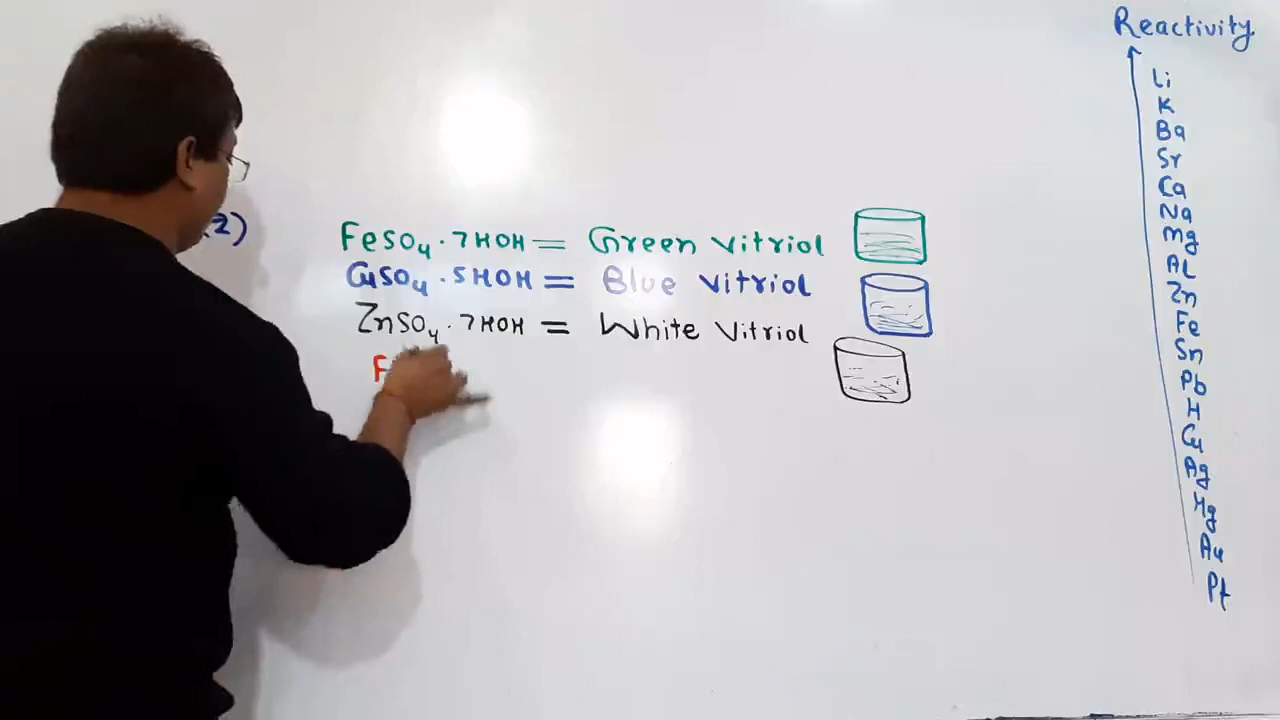 Reactivity
Li
K
Ba
Sr
Ca
Na
Mg
Al
Zn
Fe
Sn
Pb
H
Cu
Ag
Hg
Au
Pt
.2)
FeSO4·7HOH = Green Vitriol
CuSO4·5HOH = Blue Vitriol
ZnSO4·7HOH = White Vitriol
F